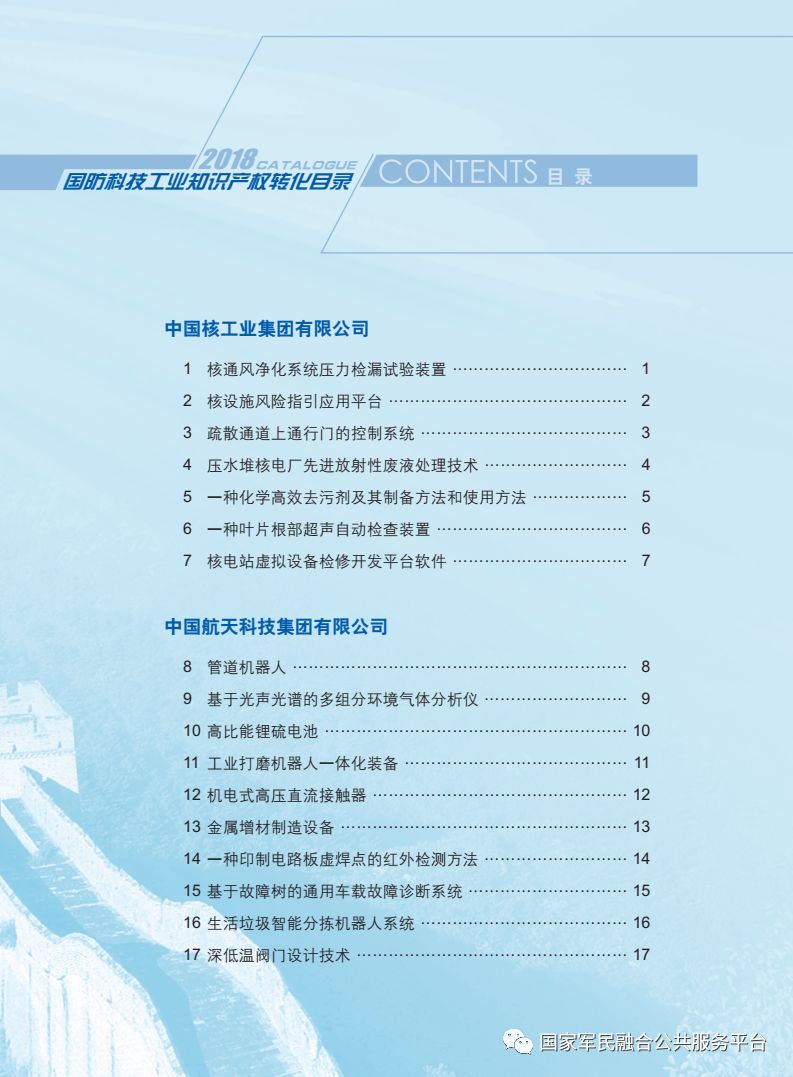 2018 CATALOGUE
国防科技工业知识产权转化目录
CONTENTS 目录
中国核工业集团有限公司
1 核通风净化系统压力检漏试验装置 …………………………… 1
2 核设施风险指引应用平台 ……………………………………… 2
3 疏散通道上通行门的控制系统 ………………………………… 3
4 压水堆核电厂先进放射性废液处理技术 ……………………… 4
5 一种化学高效去污剂及其制备方法和使用方法 ……………… 5
6 一种叶片根部超声自动检查装置 ……………………………… 6
7 核电站虚拟设备检修开发平台软件 …………………………… 7
中国航天科技集团有限公司
8 管道机器人 ……………………………………………………… 8
9 基于光声光谱的多组分环境气体分析仪 ……………………… 9
10 高比能锂硫电池 ………………………………………………… 10
11 工业打磨机器人一体化装备 …………………………………… 11
12 机电式高压直流接触器 ………………………………………… 12
13 金属增材制造设备 ……………………………………………… 13
14 一种印制电路板虚焊点的红外检测方法 ……………………… 14
15 基于故障树的通用车载故障诊断系统 ………………………… 15
16 生活垃圾智能分拣机器人系统 ………………………………… 16
17 深低温阀门设计技术 …………………………………………… 17
国家军民融合公共服务平台